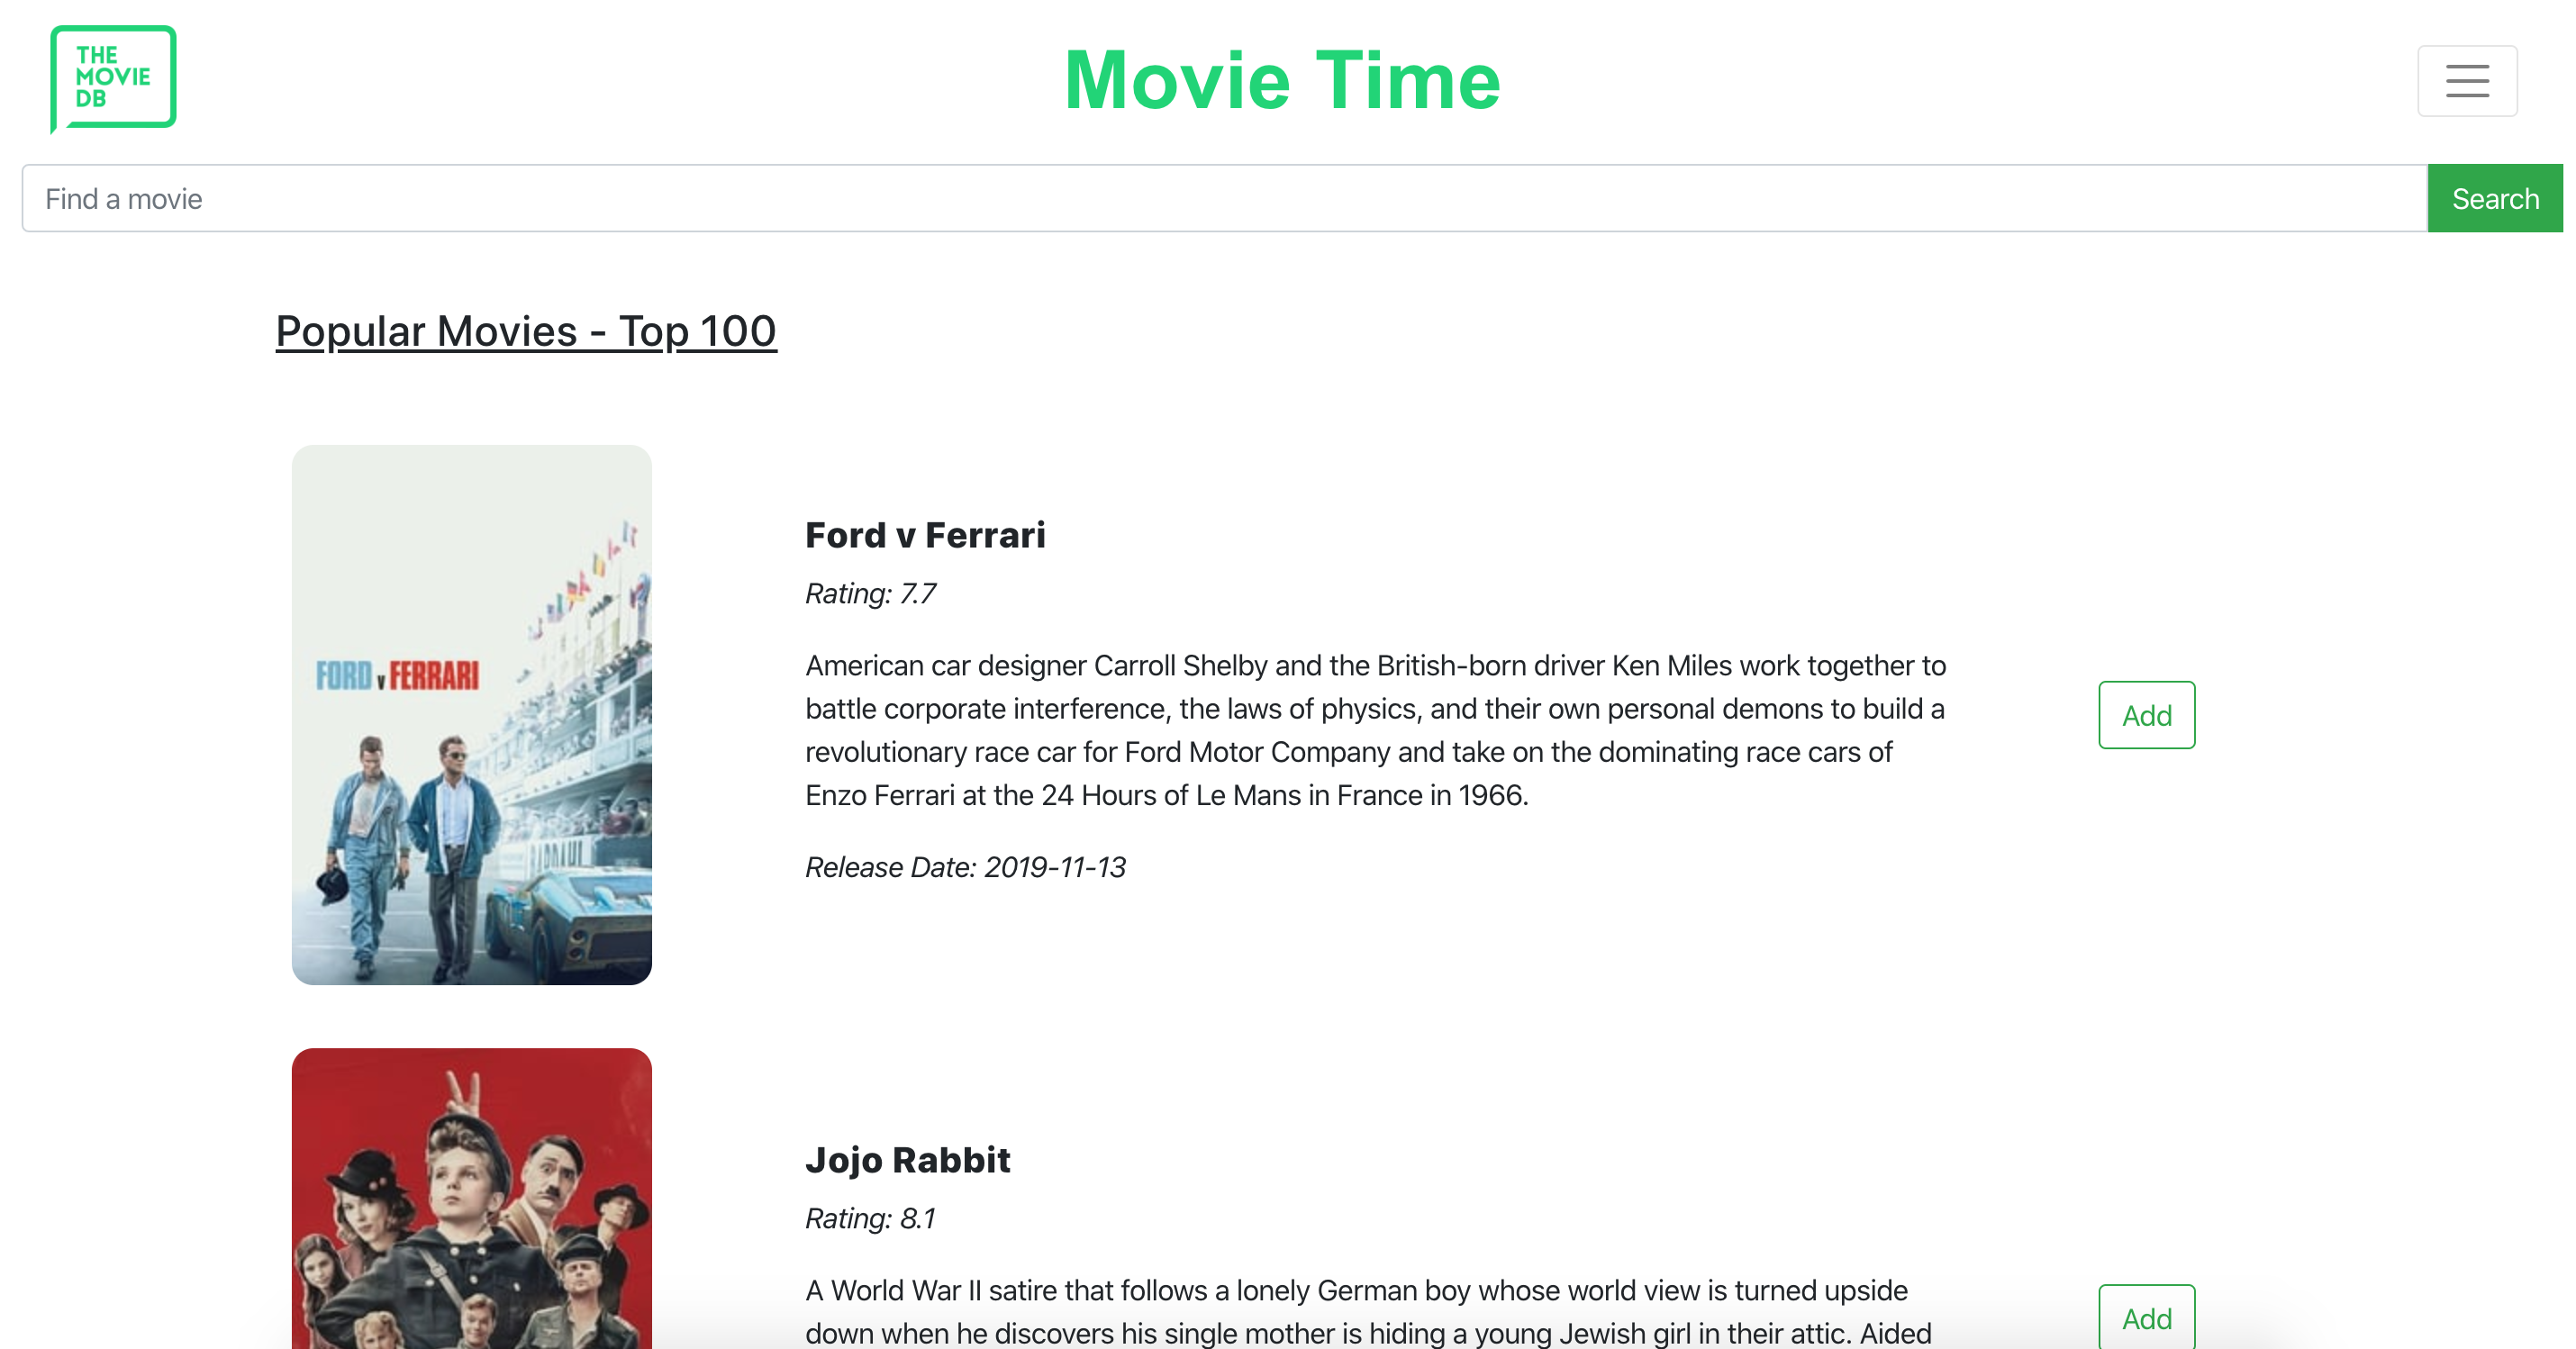 THE
MOVIE
DB
Movie Time
Find a movie
Search
Popular Movies - Top 100
FORD v FERRARI
Ford v Ferrari
Rating: 7.7
American car designer Carroll Shelby and the British-born driver Ken Miles work together to
battle corporate interference, the laws of physics, and their own personal demons to build a
revolutionary race car for Ford Motor Company and take on the dominating race cars of
Enzo Ferrari at the 24 Hours of Le Mans in France in 1966.
Add
Release Date: 2019-11-13
Jojo Rabbit
Rating: 8.1
A World War II satire that follows a lonely German boy whose world view is turned upside
down when he discovers his single mother is hiding a young Jewish girl in their attic. Aided
Add